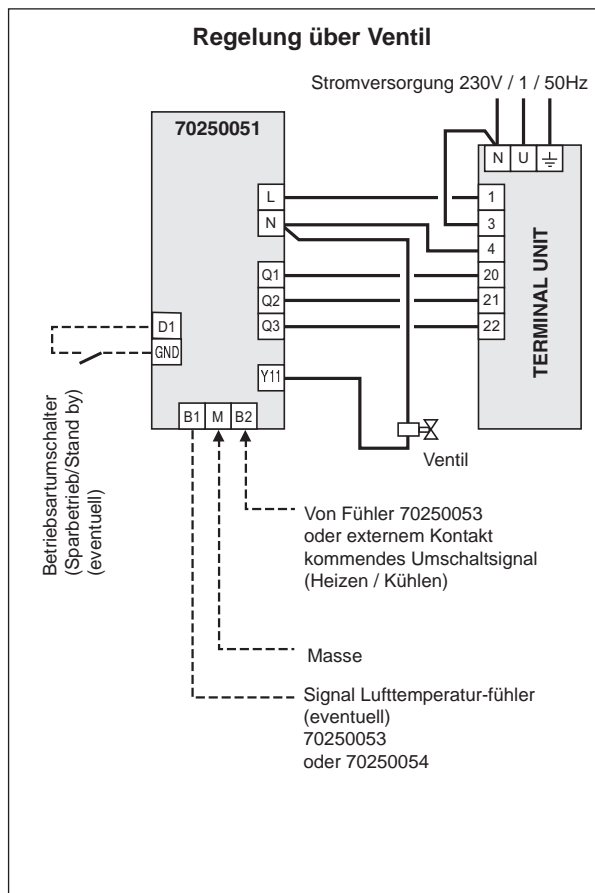 Regelung über Ventil
Stromversorgung 230V / 1 / 50Hz
70250051
N U
L
N
Q1
Q2
Q3
Y11
D1
GND
B1 M B2
1
3
4
20
21
22
TERMINAL UNIT
Ventil
Betriebsartumschalter
(Sparbetrieb/Stand by)
(eventuell)
Von Fühler 70250053
oder externem Kontakt
kommendes Umschaltsignal
(Heizen / Kühlen)
Masse
Signal Lufttemperatur-fühler
(eventuell)
70250053
oder 70250054